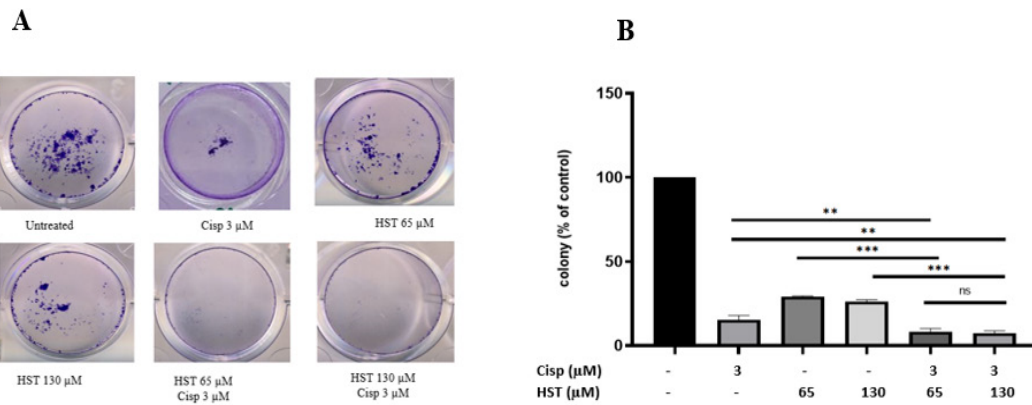 A
B
Untreated
Cisp 3 µM
HST 65 µM
HST 130 µM
HST 65 µM
Cisp 3 µM
HST 130 µM
Cisp 3 µM
colony (% of control)
150
100
50
0
**
**
***
***
ns
Cisp (µM) - 3 - - 3 3
HST (µM) - - 65 130 65 130